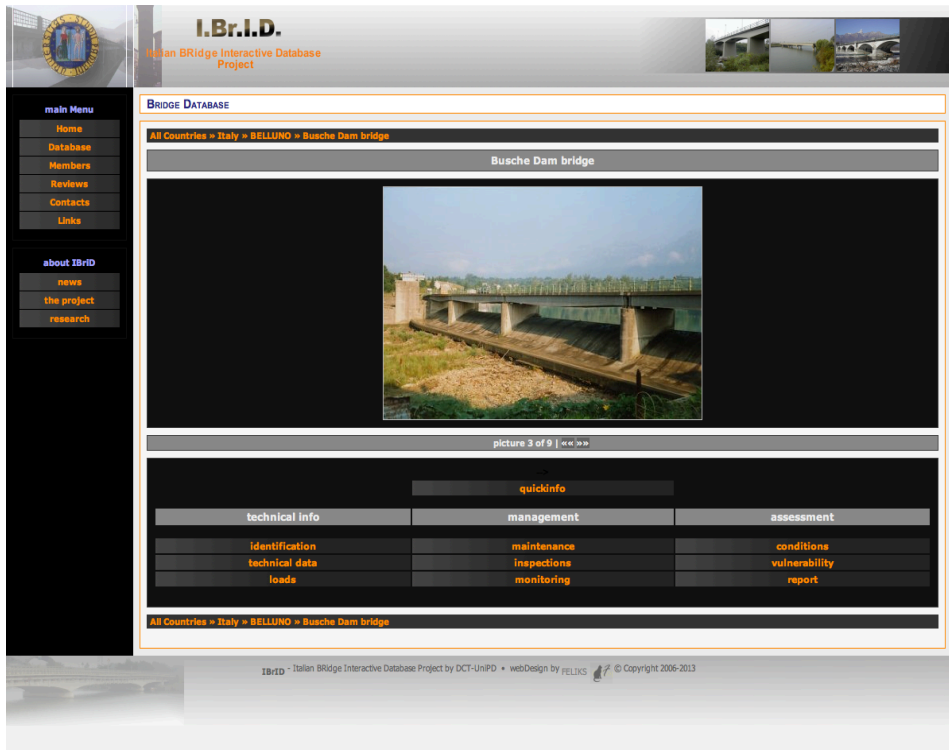 I.Br.I.D.
Italian BRidge Interactive Database
Project
main Menu
Home
Database
Members
Reviews
Contacts
Links
about IBriD
news
the project
research
Bridge Database
All Countries » Italy » BELLUNO » Busche Dam bridge
Busche Dam bridge
picture 3 of 9 | «« »»
quickinfo
technical info management assessment
identification maintenance conditions
technical data inspections vulnerability
loads monitoring report
All Countries » Italy » BELLUNO » Busche Dam bridge
IBrID - Italian BRidge Interactive Database Project by DCT-UniPD • webDesign by FELIKS © Copyright 2006-2013